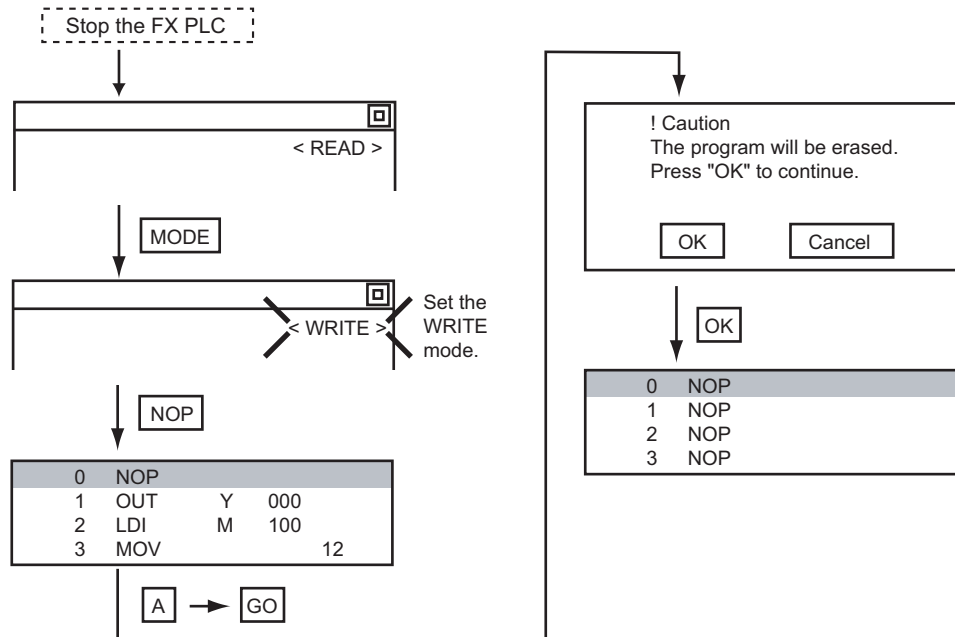 Stop the FX PLC
< READ >
MODE
< WRITE >
Set the
WRITE
mode.
NOP
0 NOP
1 OUT Y 000
2 LDI M 100
3 MOV 12
A GO
! Caution
The program will be erased.
Press "OK" to continue.
OK Cancel
OK
0 NOP
1 NOP
2 NOP
3 NOP